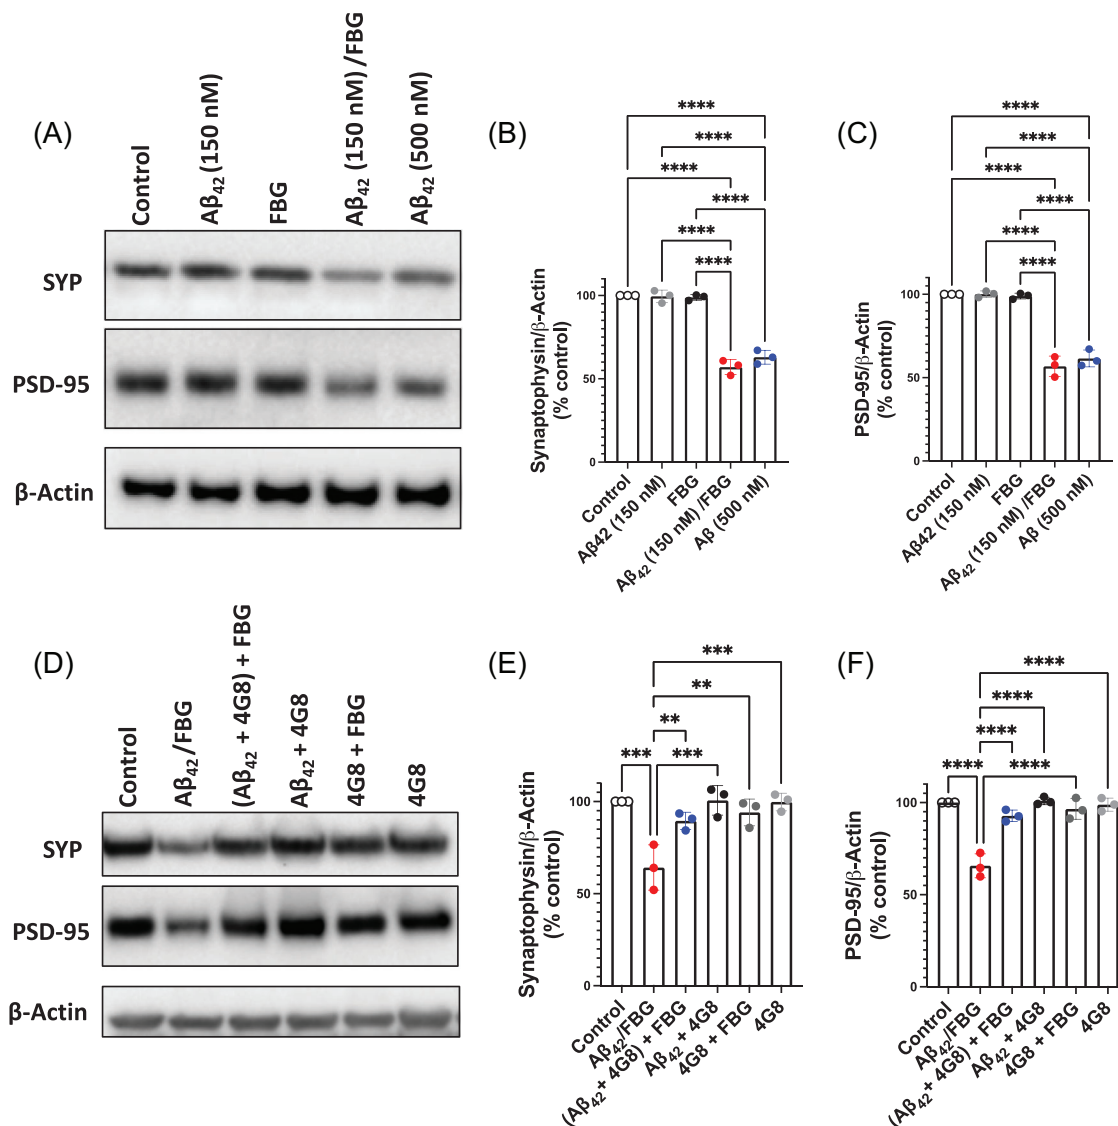 (A)
Control
Aβ₄₂ (150 nM)
FBG
Aβ₄₂ (150 nM) /FBG
Aβ₄₂ (500 nM)
SYP
PSD-95
β-Actin
(B)
****
****
****
****
****
****
Synaptophysin/β-Actin
(% control)
100
50
0
Control
Aβ42 (150 nM)
FBG
Aβ₄₂ (150 nM) /FBG
Aβ (500 nM)
(C)
****
****
****
****
****
****
PSD-95/β-Actin
(% control)
100
50
0
Control
Aβ42 (150 nM)
FBG
Aβ₄₂ (150 nM) /FBG
Aβ (500 nM)
(D)
Control
Aβ₄₂ /FBG
(Aβ₄₂ + 4G8) + FBG
Aβ₄₂ + 4G8
4G8 + FBG
4G8
SYP
PSD-95
β-Actin
(E)
***
**
**
***
***
Synaptophysin/β-Actin
(% control)
100
50
0
Control
Aβ₄₂/FBG
(Aβ₄₂ + 4G8) + FBG
Aβ₄₂ + 4G8
4G8 + FBG
4G8
(F)
****
****
****
****
****
PSD-95/β-Actin
(% control)
100
50
0
Control
Aβ₄₂/FBG
(Aβ₄₂ + 4G8) + FBG
Aβ₄₂ + 4G8
4G8 + FBG
4G8